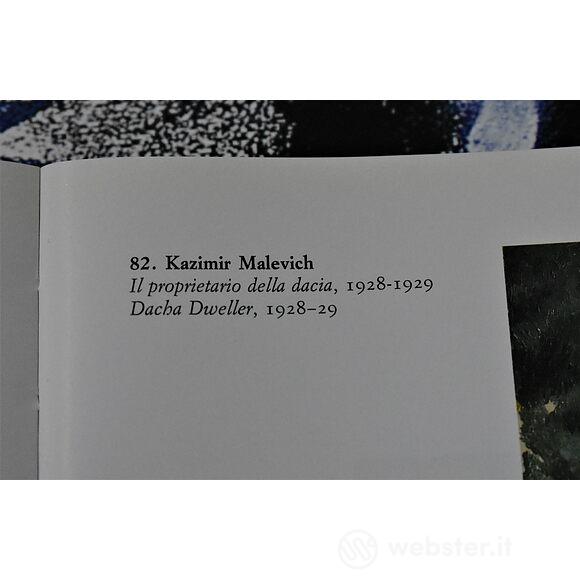 82. Kazimir Malevich
Il proprietario della dacia, 1928-1929
Dacha Dweller, 1928–29
webster.it